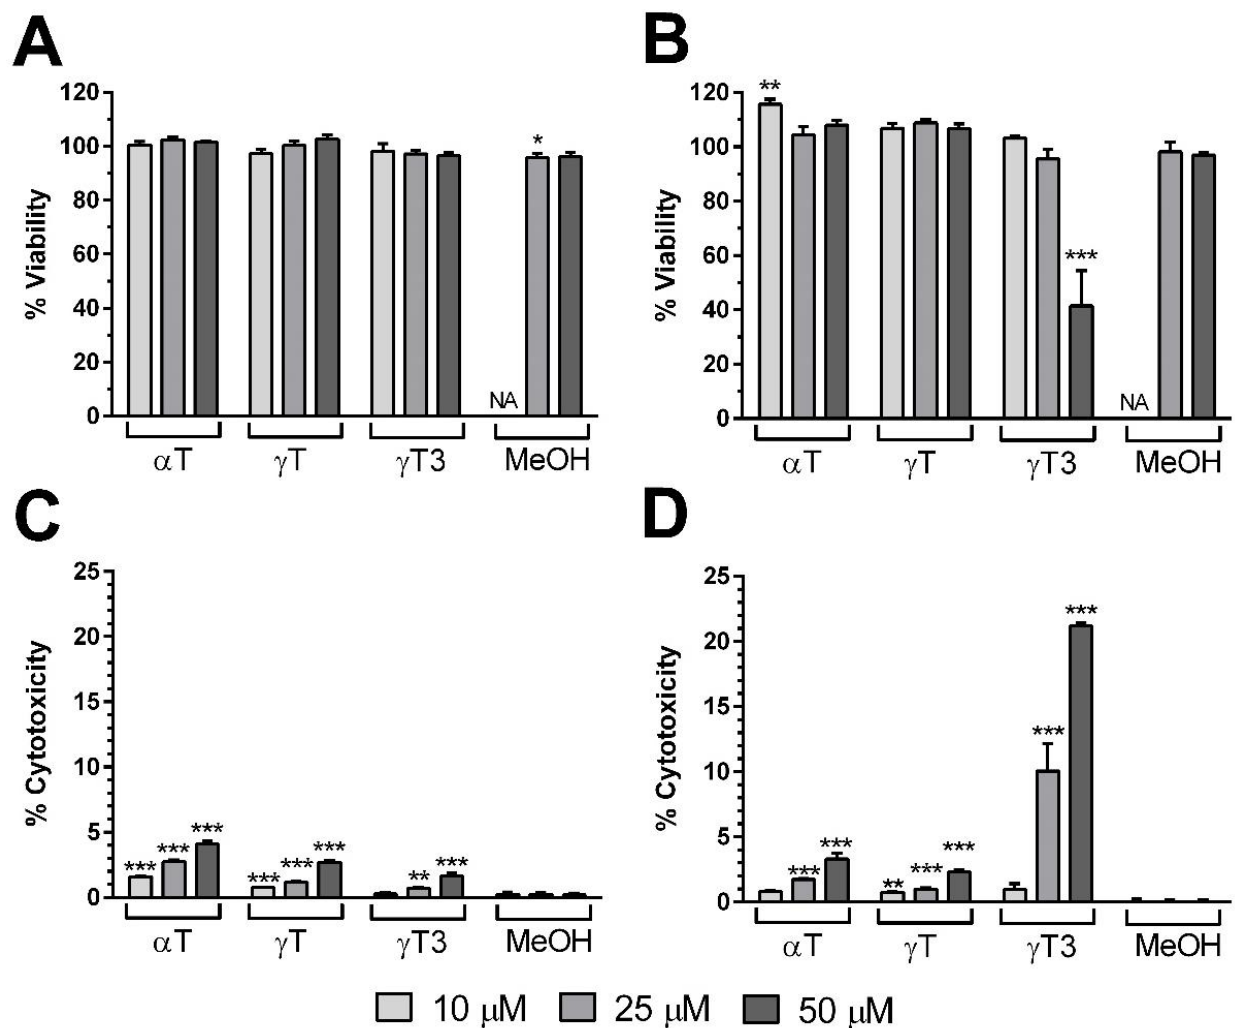 A
% Viability
120
100
80
60
40
20
0
*
NA
αT
γT
γT3
MeOH
B
% Viability
120
100
80
60
40
20
0
**
***
NA
αT
γT
γT3
MeOH
C
% Cytotoxicity
25
20
15
10
5
0
*** *** ***
*** *** ***
** ***
αT
γT
γT3
MeOH
D
% Cytotoxicity
25
20
15
10
5
0
*** ***
** *** ***
*** ***
αT
γT
γT3
MeOH
10 μM 25 μM 50 μM